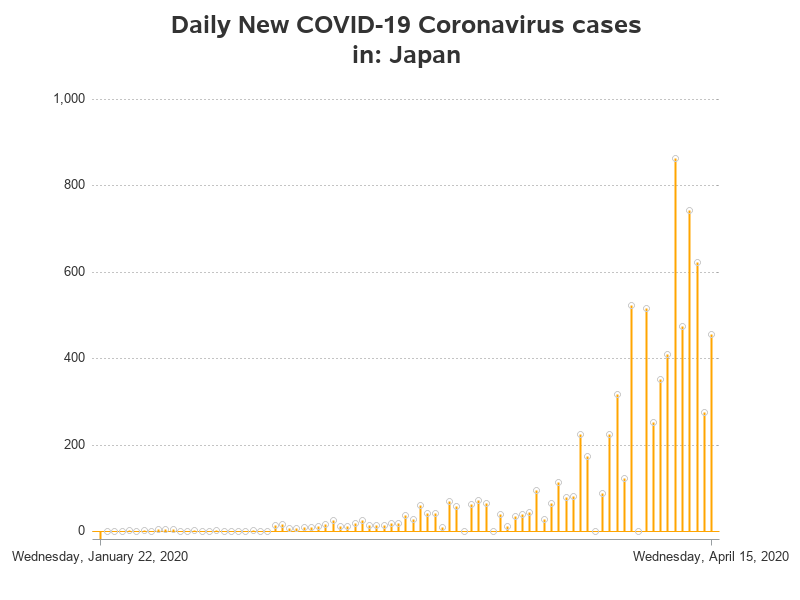 Daily New COVID-19 Coronavirus cases
in: Japan
1,000
800
600
400
200
0
Wednesday, January 22, 2020
Wednesday, April 15, 2020